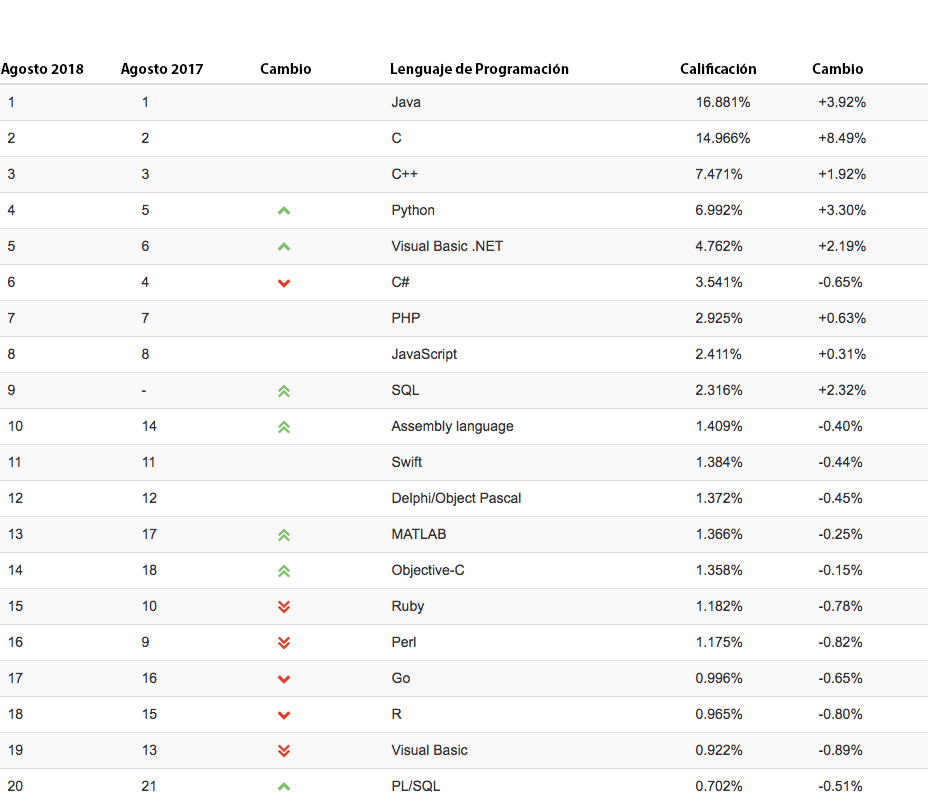 Agosto 2018 Agosto 2017 Cambio Lenguaje de Programación Calificación Cambio
1 1 Java 16.881% +3.92%
2 2 C 14.966% +8.49%
3 3 C++ 7.471% +1.92%
4 5 Python 6.992% +3.30%
5 6 Visual Basic .NET 4.762% +2.19%
6 4 C# 3.541% -0.65%
7 7 PHP 2.925% +0.63%
8 8 JavaScript 2.411% +0.31%
9 - SQL 2.316% +2.32%
10 14 Assembly language 1.409% -0.40%
11 11 Swift 1.384% -0.44%
12 12 Delphi/Object Pascal 1.372% -0.45%
13 17 MATLAB 1.366% -0.25%
14 18 Objective-C 1.358% -0.15%
15 10 Ruby 1.182% -0.78%
16 9 Perl 1.175% -0.82%
17 16 Go 0.996% -0.65%
18 15 R 0.965% -0.80%
19 13 Visual Basic 0.922% -0.89%
20 21 PL/SQL 0.702% -0.51%